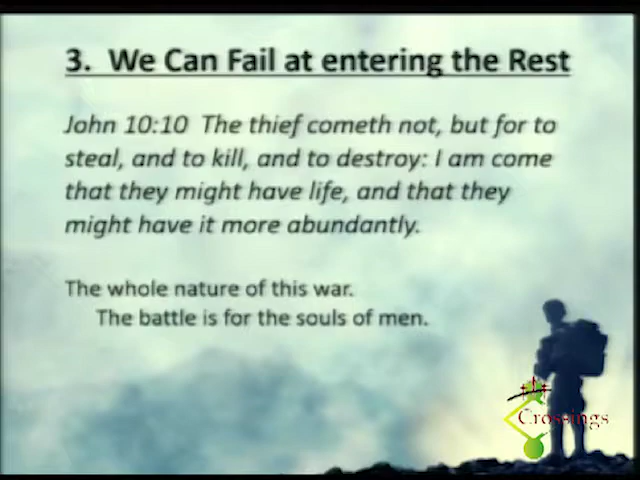 3. We Can Fail at entering the Rest
John 10:10 The thief cometh not, but for to
steal, and to kill, and to destroy: I am come
that they might have life, and that they
might have it more abundantly.
The whole nature of this war.
The battle is for the souls of men.
Crossings